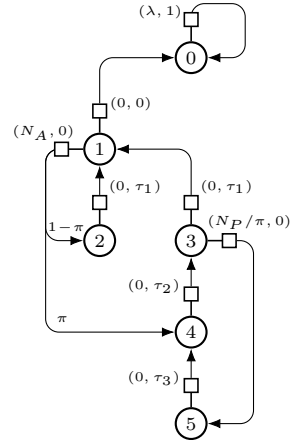 (λ, 1)
0
(0, 0)
(N_A, 0)
1
(0, τ_1)
(0, τ_1)
(N_P/π, 0)
1−π
2
3
(0, τ_2)
π
4
(0, τ_3)
5